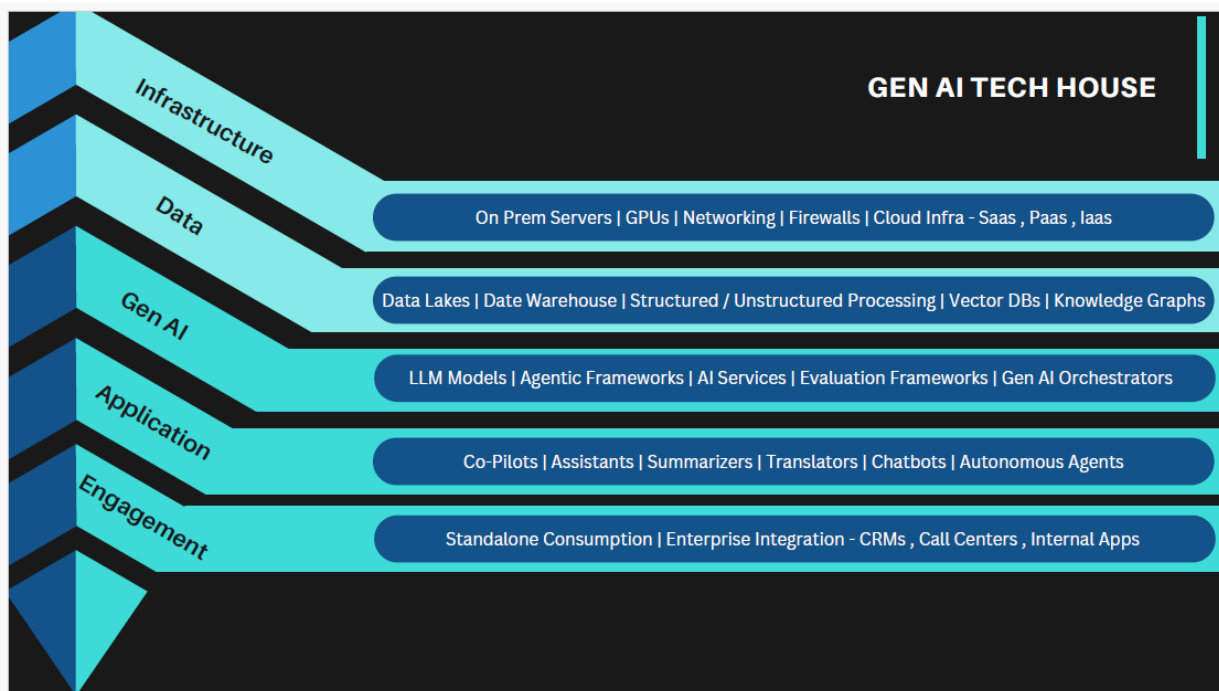 GEN AI TECH HOUSE
Infrastructure
On Prem Servers | GPUs | Networking | Firewalls | Cloud Infra - Saas , Paas , Iaas
Data
Data Lakes | Date Warehouse | Structured / Unstructured Processing | Vector DBs | Knowledge Graphs
Gen AI
LLM Models | Agentic Frameworks | AI Services | Evaluation Frameworks | Gen AI Orchestrators
Application
Co-Pilots | Assistants | Summarizers | Translators | Chatbots | Autonomous Agents
Engagement
Standalone Consumption | Enterprise Integration - CRMs , Call Centers , Internal Apps